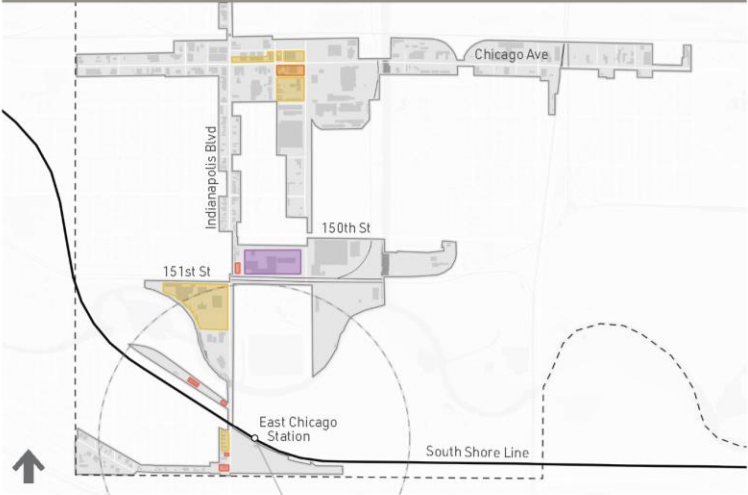 Chicago Ave
Indianapolis Blvd
150th St
151st St
East Chicago
Station
South Shore Line